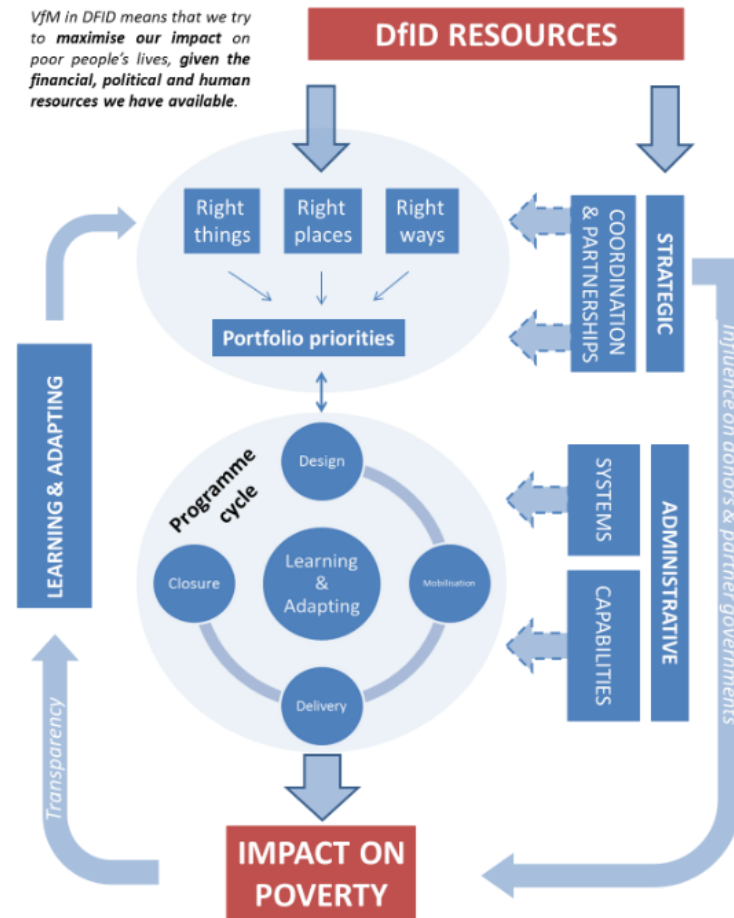 VfM in DFID means that we try
to maximise our impact on
poor people's lives, given the
financial, political and human
resources we have available.
DfID RESOURCES
Right
things
Right
places
Right
ways
Portfolio priorities
COORDINATION
& PARTNERSHIPS
STRATEGIC
Influence on donors & partner governments
LEARNING & ADAPTING
Programme
cycle
Design
Learning
&
Adapting
Closure
Mobilisation
Delivery
SYSTEMS
CAPABILITIES
ADMINISTRATIVE
Transparency
IMPACT ON
POVERTY